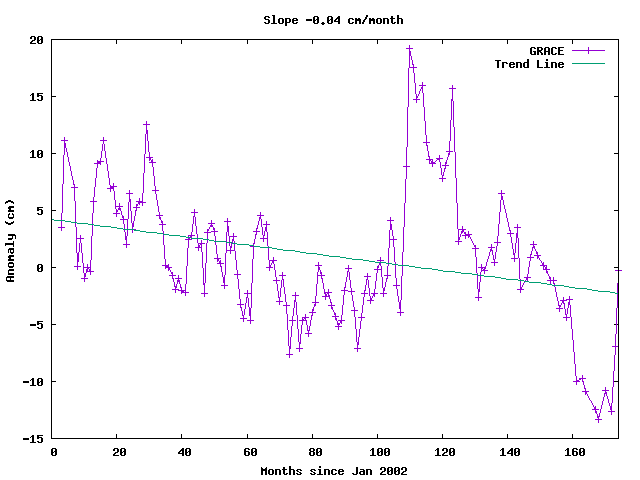 Slope -0.04 cm/month
GRACE
Trend Line
20
15
10
5
0
-5
-10
-15
Anomaly (cm)
0 20 40 60 80 100 120 140 160
Months since Jan 2002